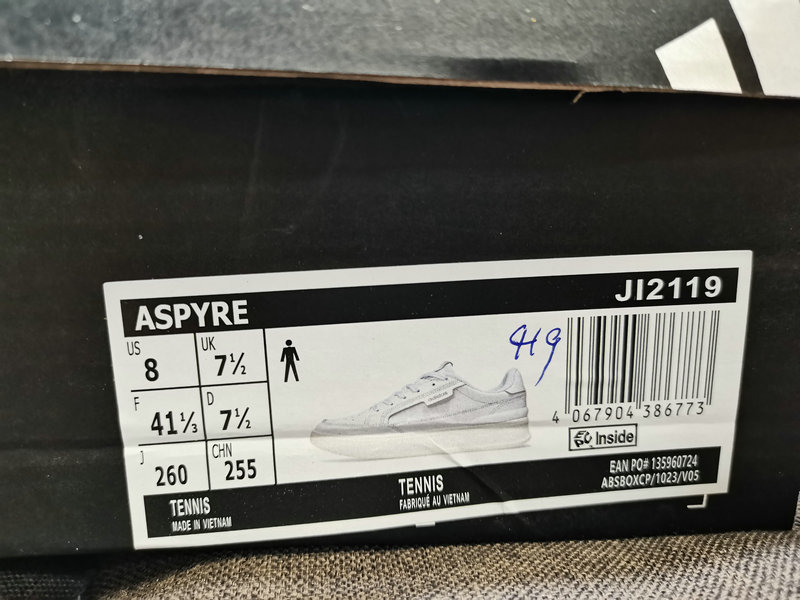 ASPYRE
JI2119
US
8
UK
7½
F
41⅓
D
7½
J
260
CHN
255
419
4 067904 386773
Inside
TENNIS
MADE IN VIETNAM
TENNIS
FABRIQUÉ AU VIETNAM
EAN PO# 135960724
ABSBOXCP/1023/V05